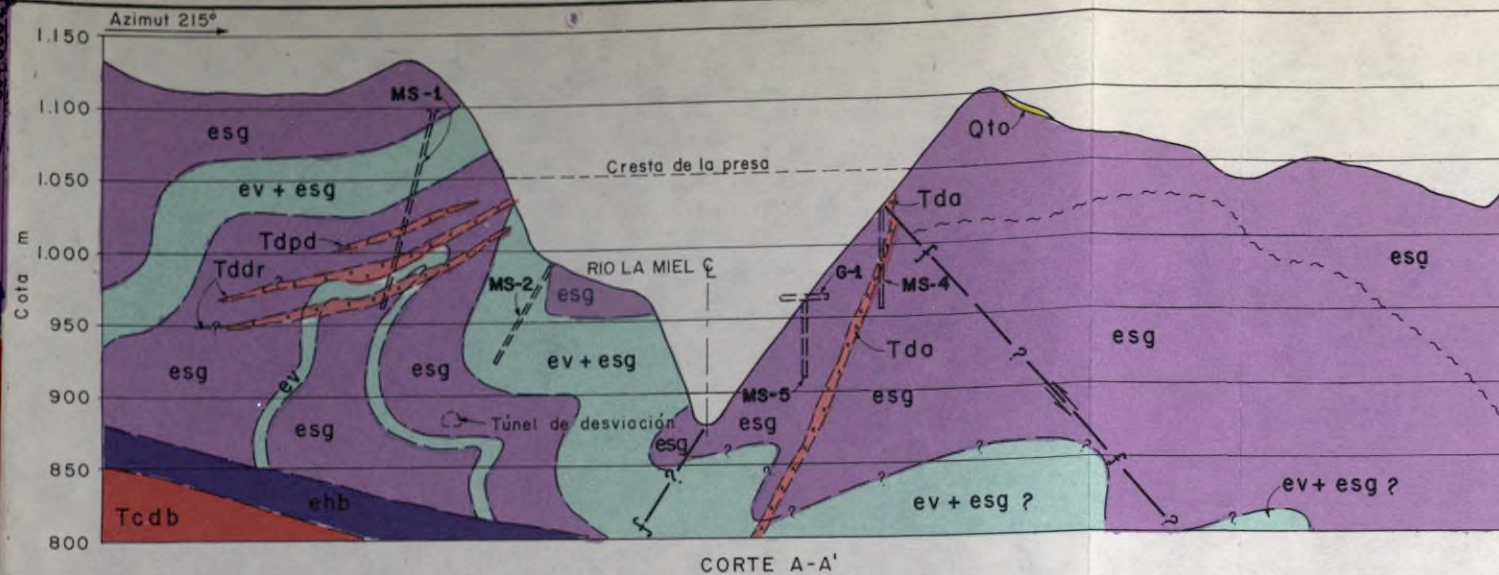 Azimut 215°
1.150
1.100
1.050
1.000
950
900
850
800
Cota m
MS-1
esg
ev + esg
Cresta de la presa
Qto
Tda
Tdpd
Tddr
?
?
MS-2
RIO LA MIEL ℄
esg
G-1
MS-4
esg
esg
esg
ev
esg
ev + esg
MS-5
Tda
esg
?
esg
Túnel de desviación
esg
esg
?
?
?
?
?
?
?
ehb
Tcdb
ev + esg ?
ev + esg ?
CORTE A-A'